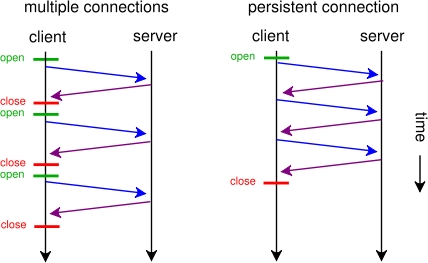 multiple connections
client server
open
close
open
close
open
close
persistent connection
client server
open
close
time